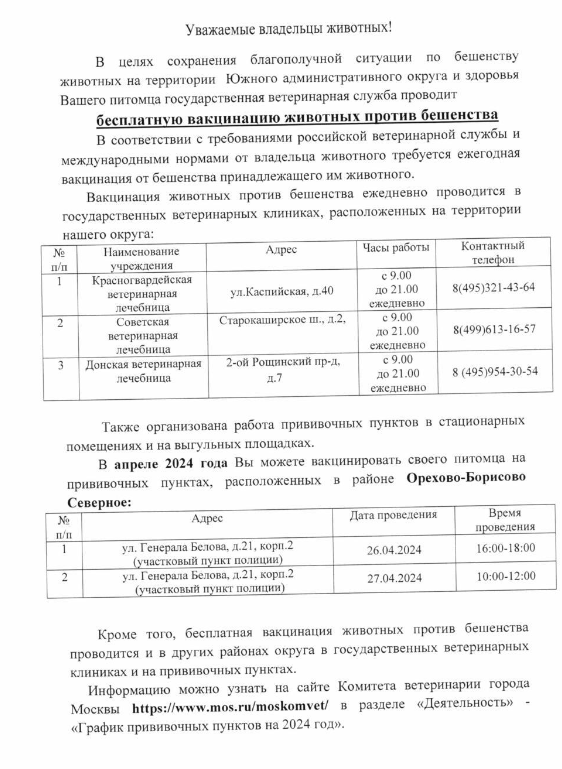 Уважаемые владельцы животных!
В целях сохранения благополучной ситуации по бешенству
животных на территории Южного административного округа и здоровья
Вашего питомца государственная ветеринарная служба проводит
бесплатную вакцинацию животных против бешенства
В соответствии с требованиями российской ветеринарной службы и
международными нормами от владельца животного требуется ежегодная
вакцинация от бешенства принадлежащего им животного.
Вакцинация животных против бешенства ежедневно проводится в
государственных ветеринарных клиниках, расположенных на территории
нашего округа:
№ п/п Наименование учреждения Адрес Часы работы Контактный телефон
1 Красногвардейская ветеринарная лечебница ул.Каспийская, д.40 с 9.00 до 21.00 ежедневно 8(495)321-43-64
2 Советская ветеринарная лечебница Старокаширское ш., д.2, с 9.00 до 21.00 ежедневно 8(499)613-16-57
3 Донская ветеринарная лечебница 2-ой Рощинский пр-д, д.7 с 9.00 до 21.00 ежедневно 8 (495)954-30-54
Также организована работа прививочных пунктов в стационарных
помещениях и на выгульных площадках.
В апреле 2024 года Вы можете вакцинировать своего питомца на
прививочных пунктах, расположенных в районе Орехово-Борисово
Северное:
№ п/п Адрес Дата проведения Время проведения
1 ул. Генерала Белова, д.21, корп.2 (участковый пункт полиции) 26.04.2024 16:00-18:00
2 ул. Генерала Белова, д.21, корп.2 (участковый пункт полиции) 27.04.2024 10:00-12:00
Кроме того, бесплатная вакцинация животных против бешенства
проводится и в других районах округа в государственных ветеринарных
клиниках и на прививочных пунктах.
Информацию можно узнать на сайте Комитета ветеринарии города
Москвы https://www.mos.ru/moskomvet/ в разделе «Деятельность» -
«График прививочных пунктов на 2024 год».